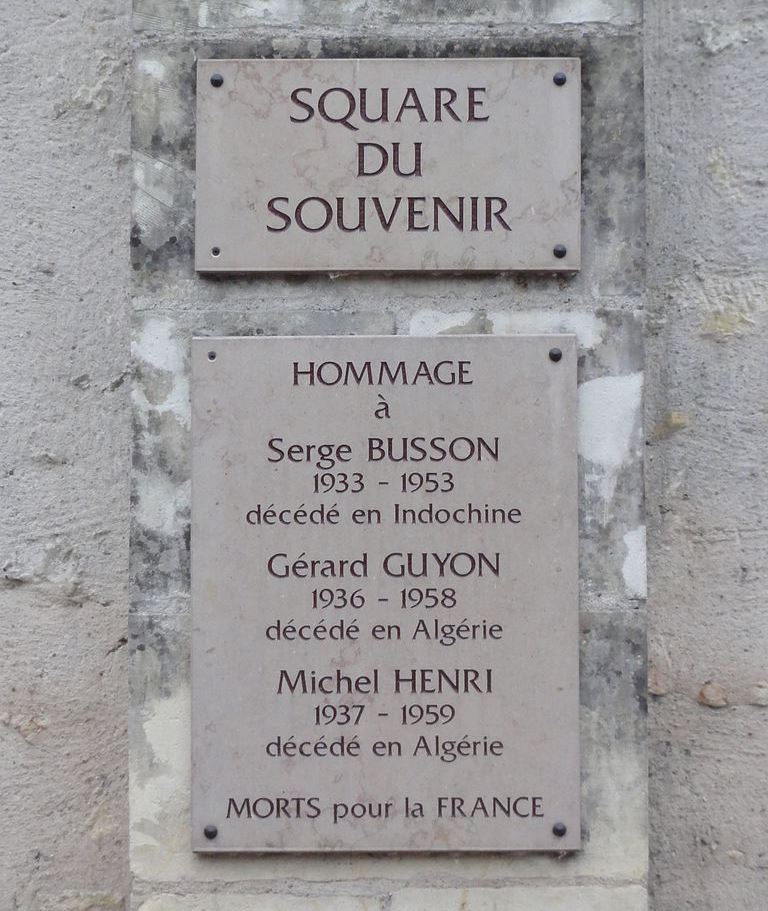 SQUARE
DU
SOUVENIR
HOMMAGE
à
Serge BUSSON
1933 - 1953
décédé en Indochine
Gérard GUYON
1936 - 1958
décédé en Algérie
Michel HENRI
1937 - 1959
décédé en Algérie
MORTS pour la FRANCE